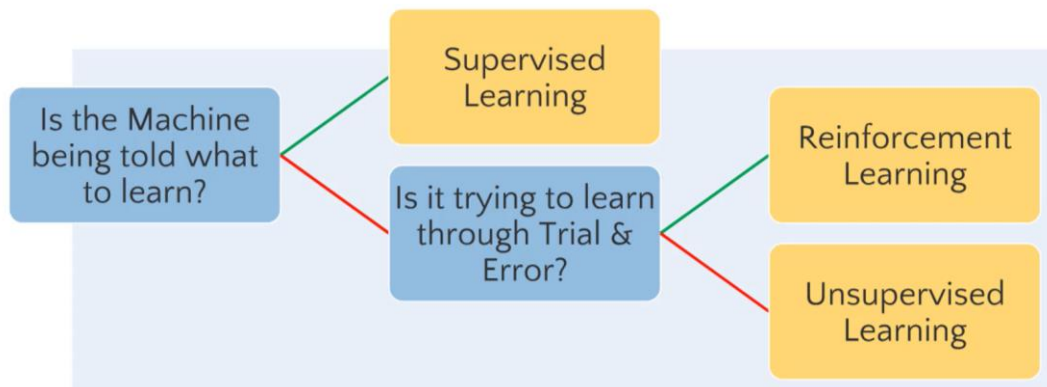 Supervised
Learning
Is the Machine
being told what
to learn?
Reinforcement
Learning
Is it trying to learn
through Trial &
Error?
Unsupervised
Learning